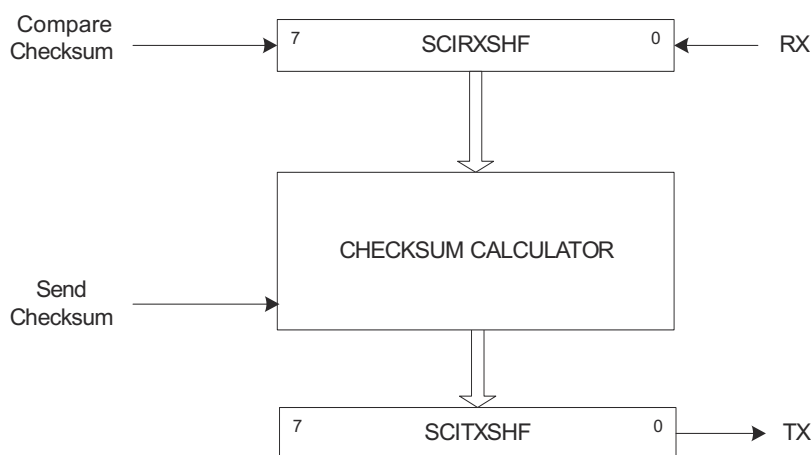 Compare
Checksum
7 SCIRXSHF 0
RX
CHECKSUM CALCULATOR
Send
Checksum
7 SCITXSHF 0
TX